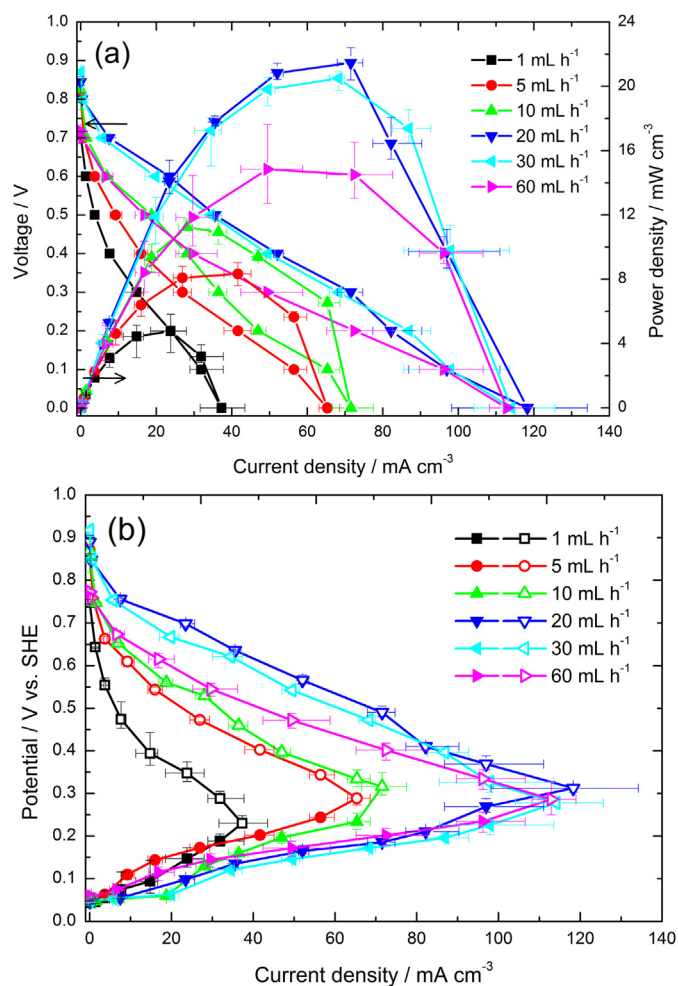 (a)
1 mL h⁻¹
5 mL h⁻¹
10 mL h⁻¹
20 mL h⁻¹
30 mL h⁻¹
60 mL h⁻¹
Voltage / V
1.0
0.9
0.8
0.7
0.6
0.5
0.4
0.3
0.2
0.1
0.0
Power density / mW cm⁻³
24
20
16
12
8
4
0
0 20 40 60 80 100 120 140
Current density / mA cm⁻³
(b)
1 mL h⁻¹
5 mL h⁻¹
10 mL h⁻¹
20 mL h⁻¹
30 mL h⁻¹
60 mL h⁻¹
Potential / V vs. SHE
1.0
0.9
0.8
0.7
0.6
0.5
0.4
0.3
0.2
0.1
0.0
0 20 40 60 80 100 120 140
Current density / mA cm⁻³